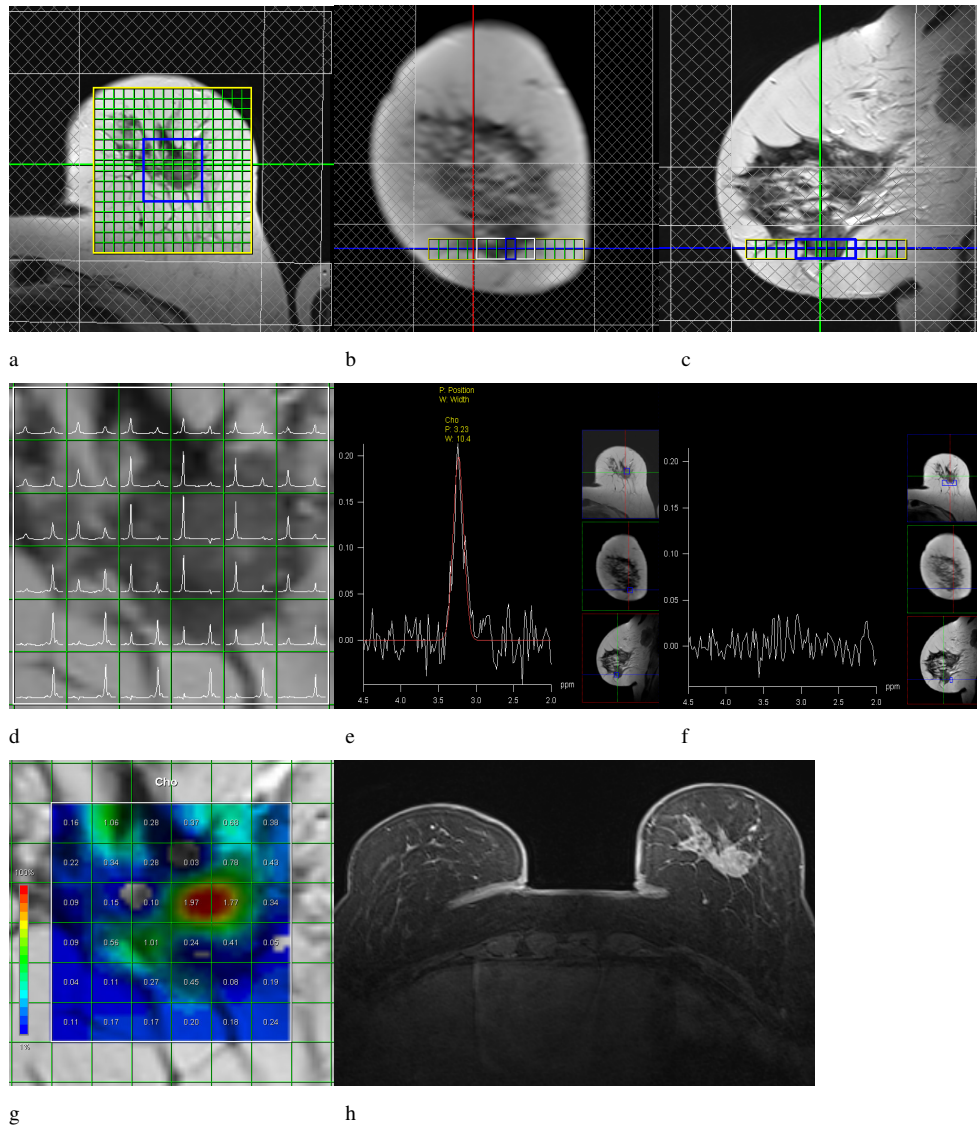 a
b
c
P: Position
W: Width
Cho
P: 3.23
W: 10.4
0.20
0.15
0.10
0.05
0.00
4.5 4.0 3.5 3.0 2.5 2.0 ppm
0.20
0.15
0.10
0.05
0.00
4.5 4.0 3.5 3.0 2.5 2.0 ppm
d
e
f
Cho
0.16 1.06 0.28 0.37 0.68 0.38
0.22 0.34 0.28 0.03 0.78 0.43
100%
0.09 0.15 0.10 1.97 1.77 0.34
0.09 0.56 1.01 0.24 0.41 0.05
0.04 0.11 0.27 0.45 0.08 0.19
0.11 0.17 0.17 0.20 0.18 0.24
1%
g
h